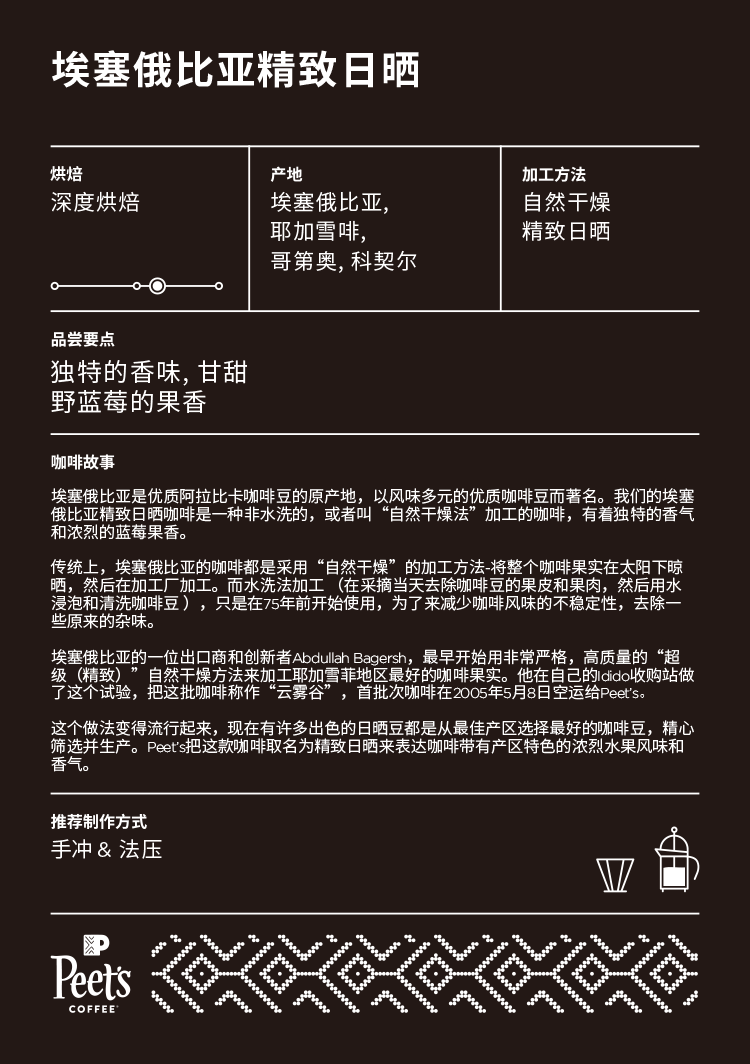 埃塞俄比亚精致日晒
烘焙
深度烘焙
产地
埃塞俄比亚,
耶加雪啡,
哥第奥, 科契尔
加工方法
自然干燥
精致日晒
品尝要点
独特的香味, 甘甜
野蓝莓的果香
咖啡故事
埃塞俄比亚是优质阿拉比卡咖啡豆的原产地，以风味多元的优质咖啡豆而著名。我们的埃塞
俄比亚精致日晒咖啡是一种非水洗的，或者叫“自然干燥法”加工的咖啡，有着独特的香气
和浓烈的蓝莓果香。
传统上，埃塞俄比亚的咖啡都是采用“自然干燥”的加工方法-将整个咖啡果实在太阳下晾
晒，然后在加工厂加工。而水洗法加工 （在采摘当天去除咖啡豆的果皮和果肉，然后用水
浸泡和清洗咖啡豆 ），只是在75年前开始使用，为了来减少咖啡风味的不稳定性，去除一
些原来的杂味。
埃塞俄比亚的一位出口商和创新者Abdullah Bagersh，最早开始用非常严格，高质量的“超
级（精致）”自然干燥方法来加工耶加雪菲地区最好的咖啡果实。他在自己的Idido收购站做
了这个试验，把这批咖啡称作“云雾谷”，首批次咖啡在2005年5月8日空运给Peet's。
这个做法变得流行起来，现在有许多出色的日晒豆都是从最佳产区选择最好的咖啡豆，精心
筛选并生产。Peet's把这款咖啡取名为精致日晒来表达咖啡带有产区特色的浓烈水果风味和
香气。
推荐制作方式
手冲 & 法压
P
Peet's
COFFEE